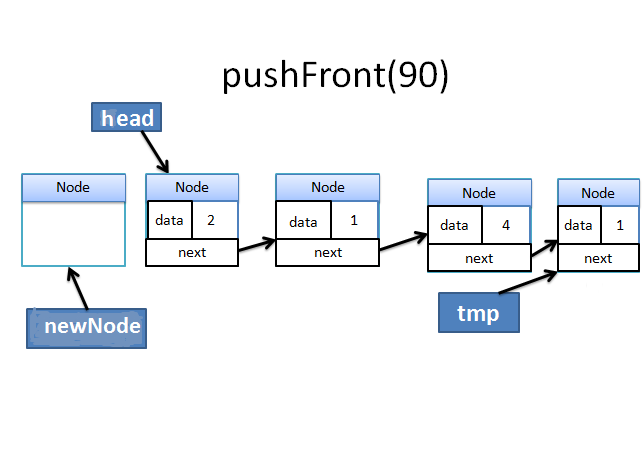 pushFront(90)
head
Node Node Node Node Node
data 2 data 1 data 4 data 1
next next next next
newNode tmp